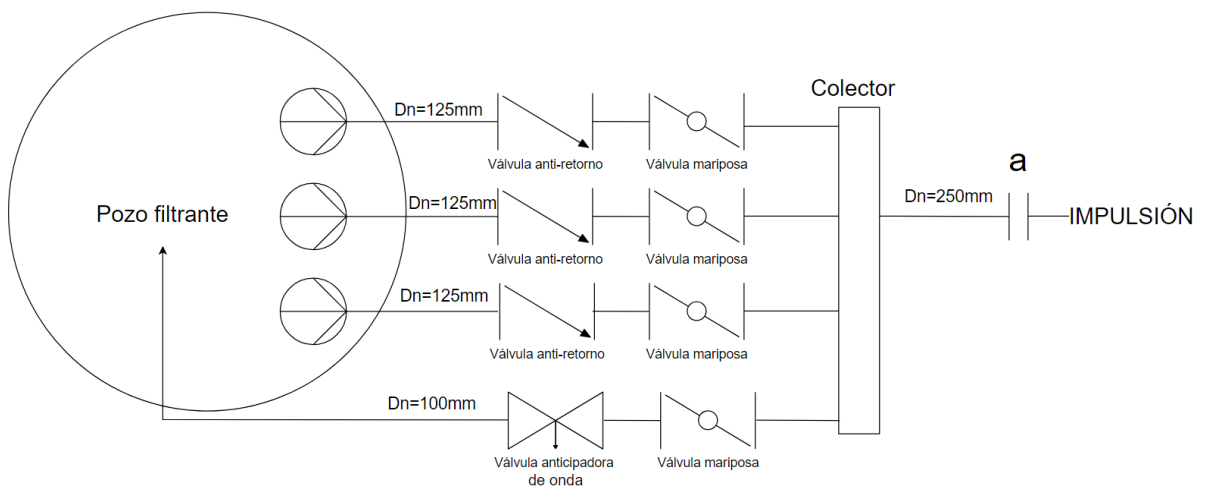 Colector
Dn=125mm
Válvula anti-retorno
Válvula mariposa
a
Pozo filtrante
Dn=125mm
Dn=250mm
IMPULSIÓN
Válvula anti-retorno
Válvula mariposa
Dn=125mm
Válvula anti-retorno
Válvula mariposa
Dn=100mm
Válvula anticipadora
de onda
Válvula mariposa